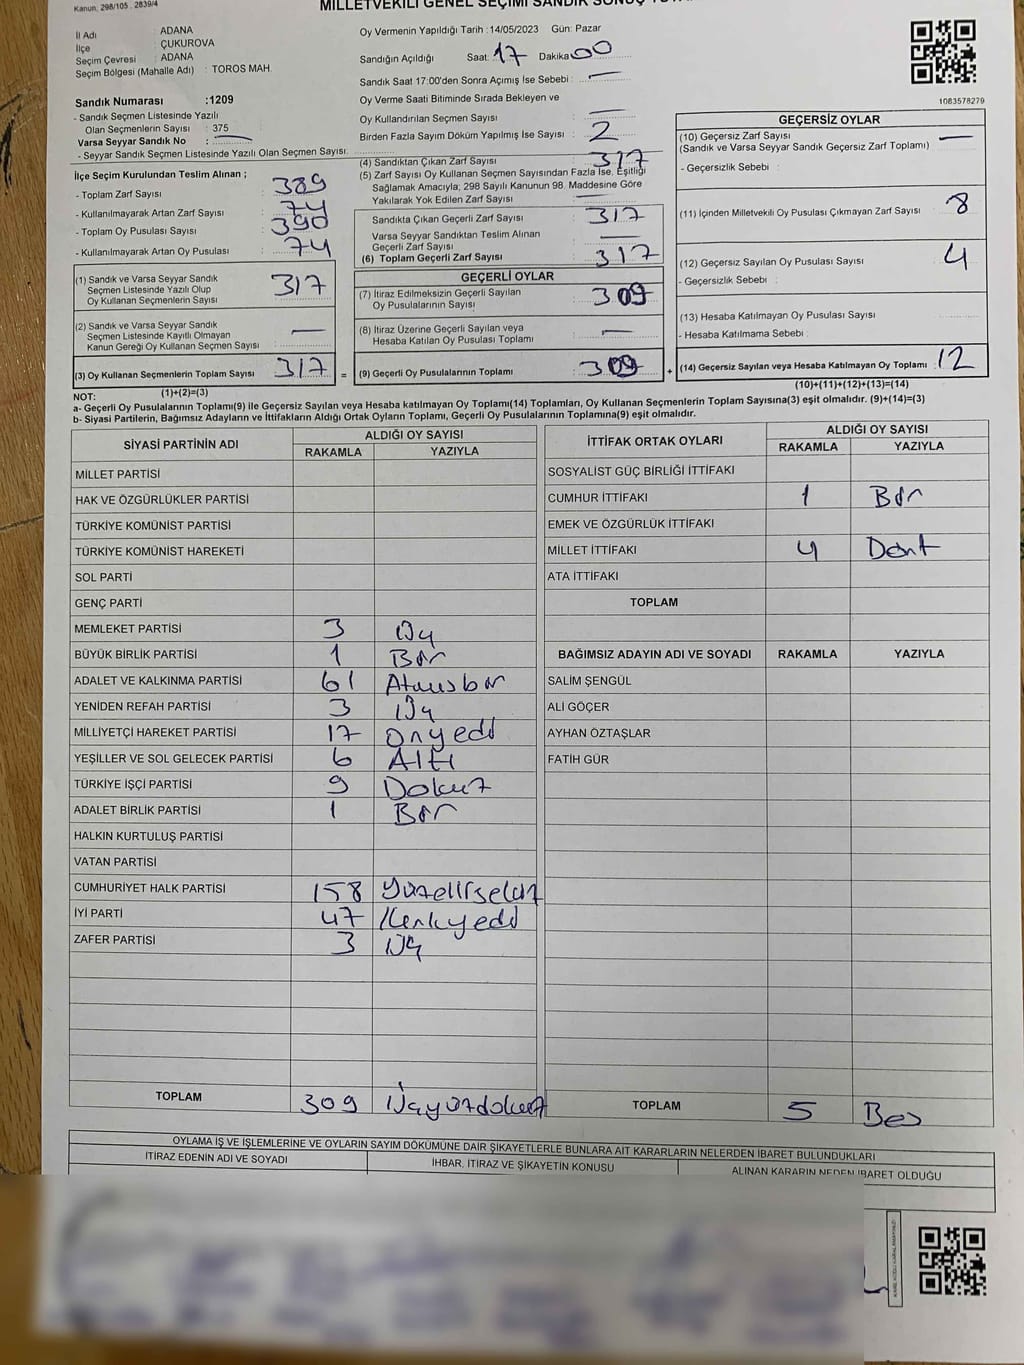 Kanun: 298/105 . 2839/4
MİLLETVEKİLİ GENEL SEÇİMİ SANDIK SONUÇ
İl Adı : ADANA
İlçe : ÇUKUROVA
Seçim Çevresi : ADANA
Seçim Bölgesi (Mahalle Adı) : TOROS MAH.
Sandık Numarası :1209
- Sandık Seçmen Listesinde Yazılı
Olan Seçmenlerin Sayısı : 375
Varsa Seyyar Sandık No : —
- Seyyar Sandık Seçmen Listesinde Yazılı Olan Seçmen Sayısı:
Oy Vermenin Yapıldığı Tarih : 14/05/2023 Gün: Pazar
Sandığın Açıldığı Saat: 17 Dakika: 00
Sandık Saat 17:00'den Sonra Açımış İse Sebebi : —
Oy Verme Saati Bitiminde Sırada Bekleyen ve
Oy Kullandırılan Seçmen Sayısı : —
Birden Fazla Sayım Döküm Yapılmış İse Sayısı : 2
1083578279
İlçe Seçim Kurulundan Teslim Alınan ;
- Toplam Zarf Sayısı : 389
- Kullanılmayarak Artan Zarf Sayısı : 74
- Toplam Oy Pusulası Sayısı : 390
- Kullanılmayarak Artan Oy Pusulası : 74
(1) Sandık ve Varsa Seyyar Sandık
Seçmen Listesinde Yazılı Olup
Oy Kullanan Seçmenlerin Sayısı : 317
(2) Sandık ve Varsa Seyyar Sandık
Seçmen Listesinde Kayıtlı Olmayan
Kanun Gereği Oy Kullanan Seçmen Sayısı : —
(3) Oy Kullanan Seçmenlerin Toplam Sayısı : 317
(1)+(2)=(3)
(4) Sandıktan Çıkan Zarf Sayısı : 317
(5) Zarf Sayısı Oy Kullanan Seçmen Sayısından Fazla İse, Eşitliği
Sağlamak Amacıyla; 298 Sayılı Kanunun 98. Maddesine Göre
Yakılarak Yok Edilen Zarf Sayısı : —
Sandıkta Çıkan Geçerli Zarf Sayısı : 317
Varsa Seyyar Sandıktan Teslim Alınan
Geçerli Zarf Sayısı : —
(6) Toplam Geçerli Zarf Sayısı : 317
GEÇERLİ OYLAR
(7) İtiraz Edilmeksizin Geçerli Sayılan
Oy Pusulalarının Sayısı : 309
(8) İtiraz Üzerine Geçerli Sayılan veya
Hesaba Katılan Oy Pusulası Toplamı : —
= (9) Geçerli Oy Pusulalarının Toplamı : 309
GEÇERSİZ OYLAR
(10) Geçersiz Zarf Sayısı : —
(Sandık ve Varsa Seyyar Sandık Geçersiz Zarf Toplamı)
- Geçersizlik Sebebi :
(11) İçinden Milletvekili Oy Pusulası Çıkmayan Zarf Sayısı : 8
(12) Geçersiz Sayılan Oy Pusulası Sayısı : 4
- Geçersizlik Sebebi :
(13) Hesaba Katılmayan Oy Pusulası Sayısı :
- Hesaba Katılmama Sebebi :
+ (14) Geçersiz Sayılan veya Hesaba Katılmayan Oy Toplamı : 12
(10)+(11)+(12)+(13)=(14)
NOT:
a- Geçerli Oy Pusulalarının Toplamı(9) ile Geçersiz Sayılan veya Hesaba katılmayan Oy Toplamı(14) Toplamları, Oy Kullanan Seçmenlerin Toplam Sayısına(3) eşit olmalıdır. (9)+(14)=(3)
b- Siyasi Partilerin, Bağımsız Adayların ve İttifakların Aldığı Ortak Oyların Toplamı, Geçerli Oy Pusulalarının Toplamına(9) eşit olmalıdır.
SİYASİ PARTİNİN ADI ALDIĞI OY SAYISI
RAKAMLA YAZIYLA
MİLLET PARTİSİ
HAK VE ÖZGÜRLÜKLER PARTİSİ
TÜRKİYE KOMÜNİST PARTİSİ
TÜRKİYE KOMÜNİST HAREKETİ
SOL PARTİ
GENÇ PARTİ
MEMLEKET PARTİSİ 3 Üç
BÜYÜK BİRLİK PARTİSİ 1 Bir
ADALET VE KALKINMA PARTİSİ 61 Atmışbir
YENİDEN REFAH PARTİSİ 3 Üç
MİLLİYETÇİ HAREKET PARTİSİ 17 Onyedi
YEŞİLLER VE SOL GELECEK PARTİSİ 6 Altı
TÜRKİYE İŞÇİ PARTİSİ 9 Dokuz
ADALET BİRLİK PARTİSİ 1 Bir
HALKIN KURTULUŞ PARTİSİ
VATAN PARTİSİ
CUMHURİYET HALK PARTİSİ 158 Yüzellisekiz
İYİ PARTİ 47 Kırkyedi
ZAFER PARTİSİ 3 Üç
TOPLAM 309 Üçyüzdokuz
İTTİFAK ORTAK OYLARI ALDIĞI OY SAYISI
RAKAMLA YAZIYLA
SOSYALİST GÜÇ BİRLİĞİ İTTİFAKI
CUMHUR İTTİFAKI 1 Bir
EMEK VE ÖZGÜRLÜK İTTİFAKI
MİLLET İTTİFAKI 4 Dört
ATA İTTİFAKI
TOPLAM
BAĞIMSIZ ADAYIN ADI VE SOYADI RAKAMLA YAZIYLA
SALİM ŞENGÜL
ALİ GÖÇER
AYHAN ÖZTAŞLAR
FATİH GÜR
TOPLAM 5 Beş
OYLAMA İŞ VE İŞLEMLERİNE VE OYLARIN SAYIM DÖKÜMÜNE DAİR ŞİKAYETLERLE BUNLARA AİT KARARLARIN NELERDEN İBARET BULUNDUKLARI
İTİRAZ EDENİN ADI VE SOYADI İHBAR, İTİRAZ VE ŞİKAYETİN KONUSU ALINAN KARARIN NEDEN İBARET OLDUĞU